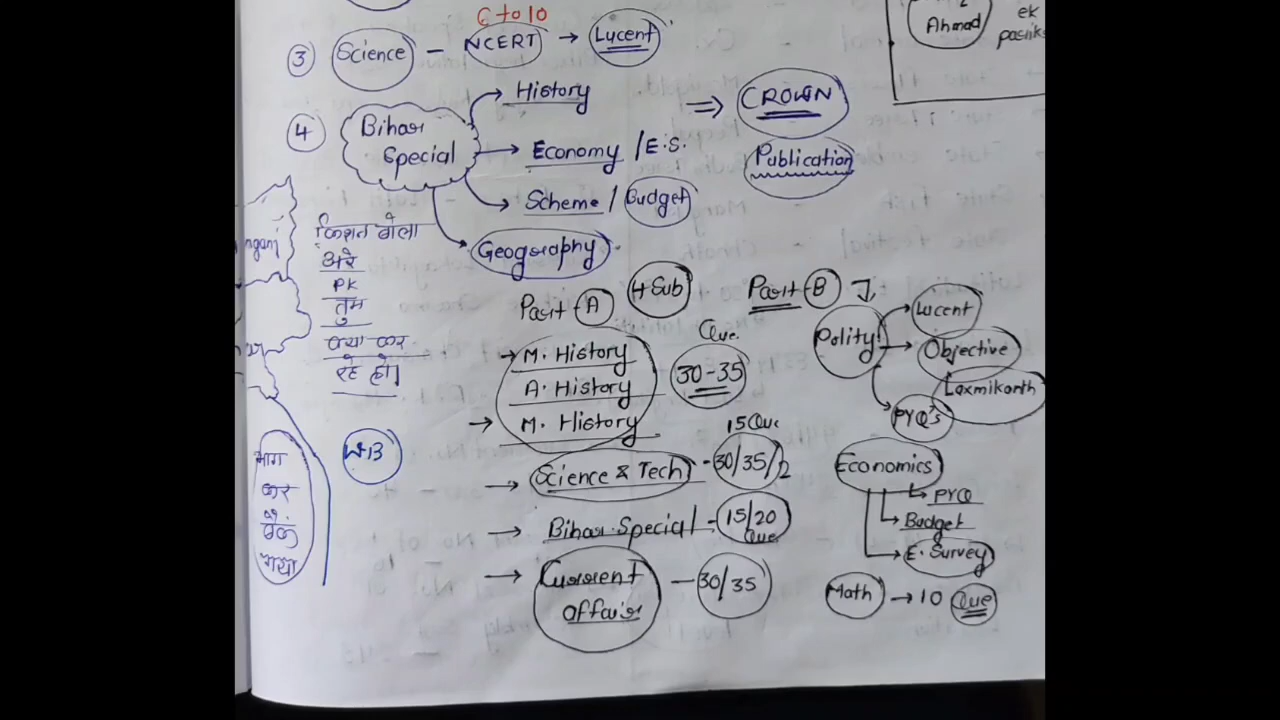 6 to 10
③ Science - NCERT → Lucent
④ Bihar Special
History
Economy / E.S.
Scheme / Budget
Geography
⇒ CROWN
Publication
Ahmad
ek
किशन बोला
अरे
PK
तुम
क्या कर
रहे हो।
भाग
कर
गया
Part - A
4 Sub
→ M. History
A. History
→ M. History
Que.
30-35
15 Que
→ Science & Tech - 30/35/2
→ Bihar Special - 15/20
Que
→ Current
affair - 30/35
Part - B
Polity
Lucent
Objective
Laxmikanth
PYQ's
Economics
PYQ
Budget
E. Survey
Math → 10 Que